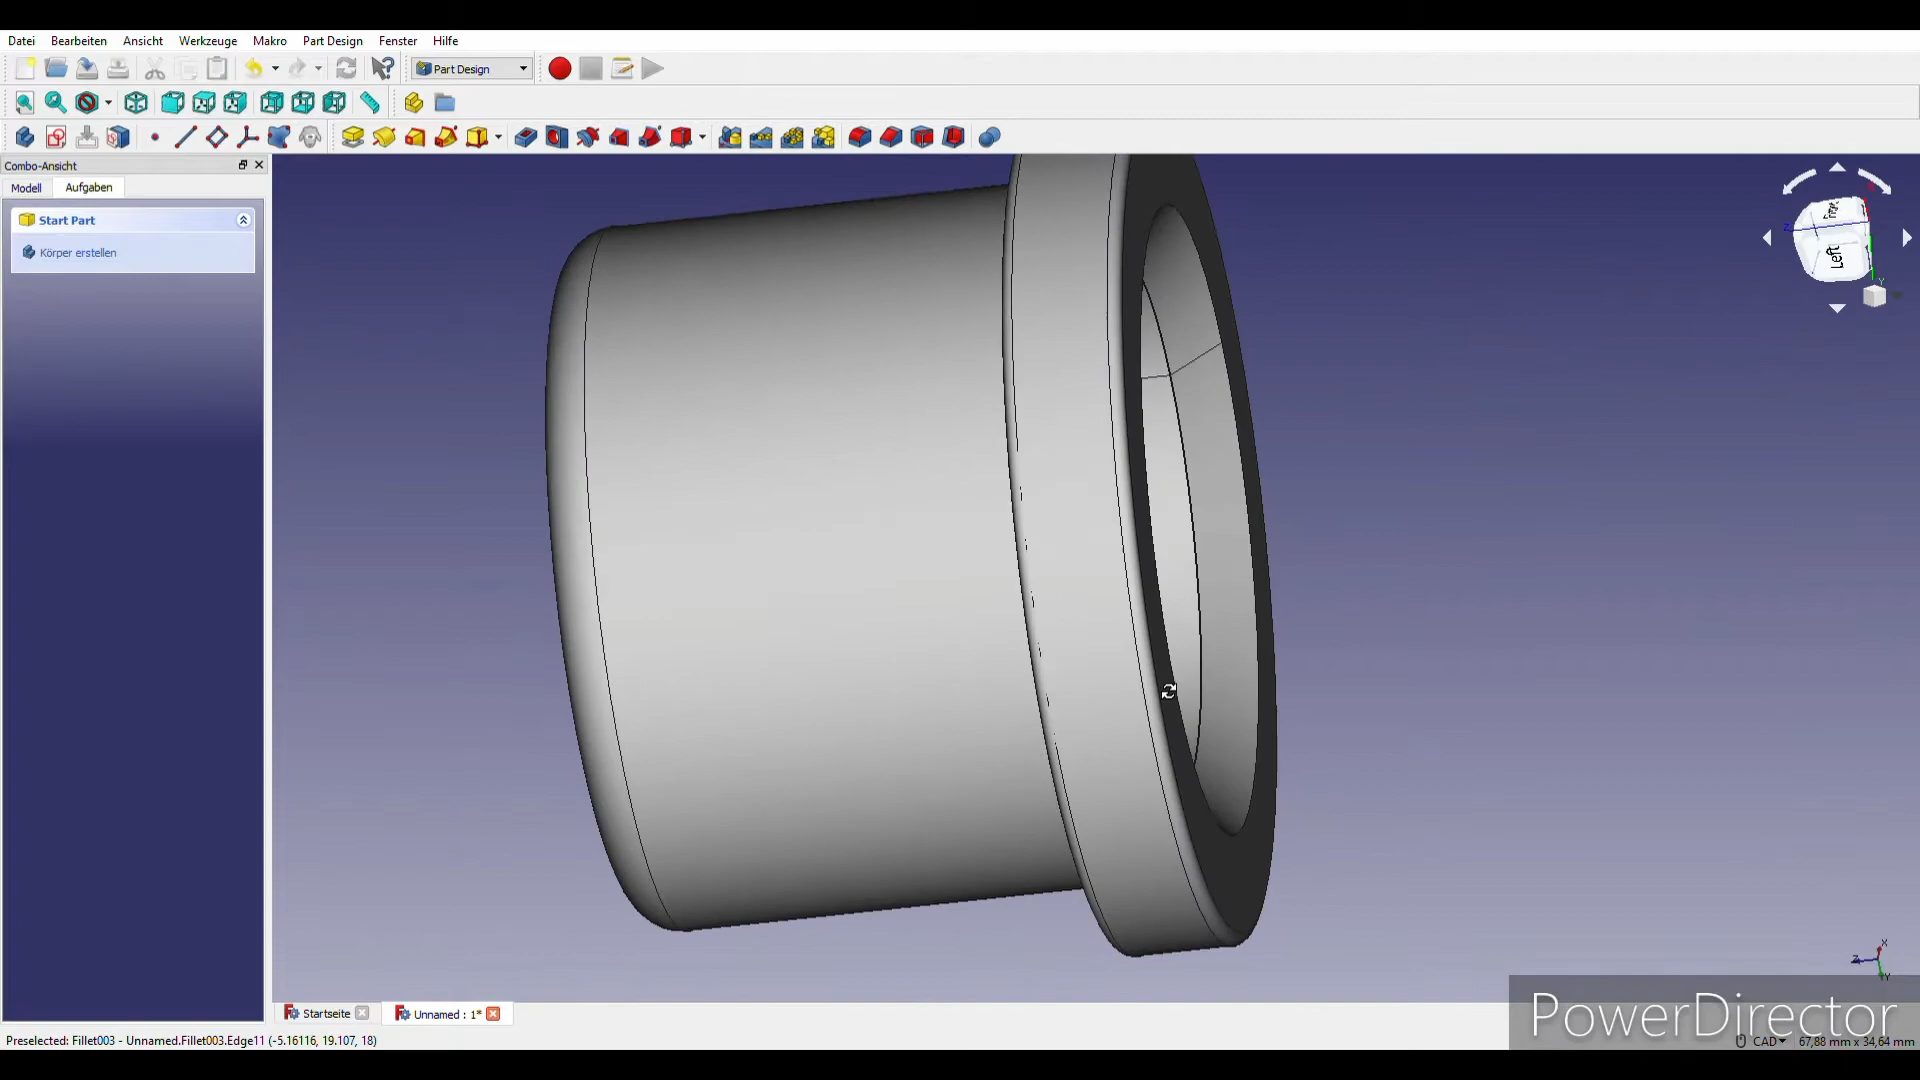 Datei Bearbeiten Ansicht Werkzeuge Makro Part Design Fenster Hilfe
Part Design
Combo-Ansicht
Modell Aufgaben
Start Part
Körper erstellen
Left
Z
Y
X
Z
Y
Startseite Unnamed : 1*
PowerDirector
Preselected: Fillet003 - Unnamed.Fillet003.Edge11 (-5.16116, 19.107, 18) CAD 67,88 mm x 34,64 mm